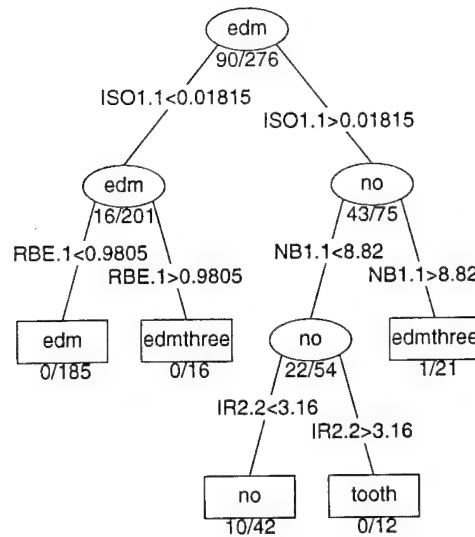 edm
90/276
ISO1.1<0.01815
ISO1.1>0.01815
edm
16/201
no
43/75
RBE.1<0.9805
RBE.1>0.9805
NB1.1<8.82
NB1.1>8.82
edm
0/185
edmthree
0/16
no
22/54
edmthree
1/21
IR2.2<3.16
IR2.2>3.16
no
10/42
tooth
0/12